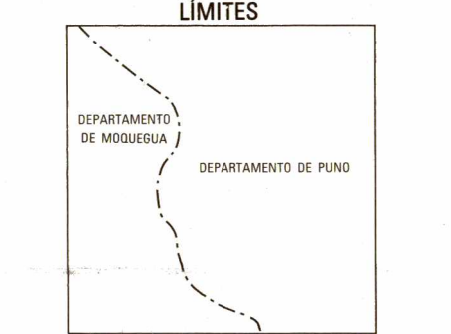 LÍMITES
DEPARTAMENTO
DE MOQUEGUA
DEPARTAMENTO DE PUNO